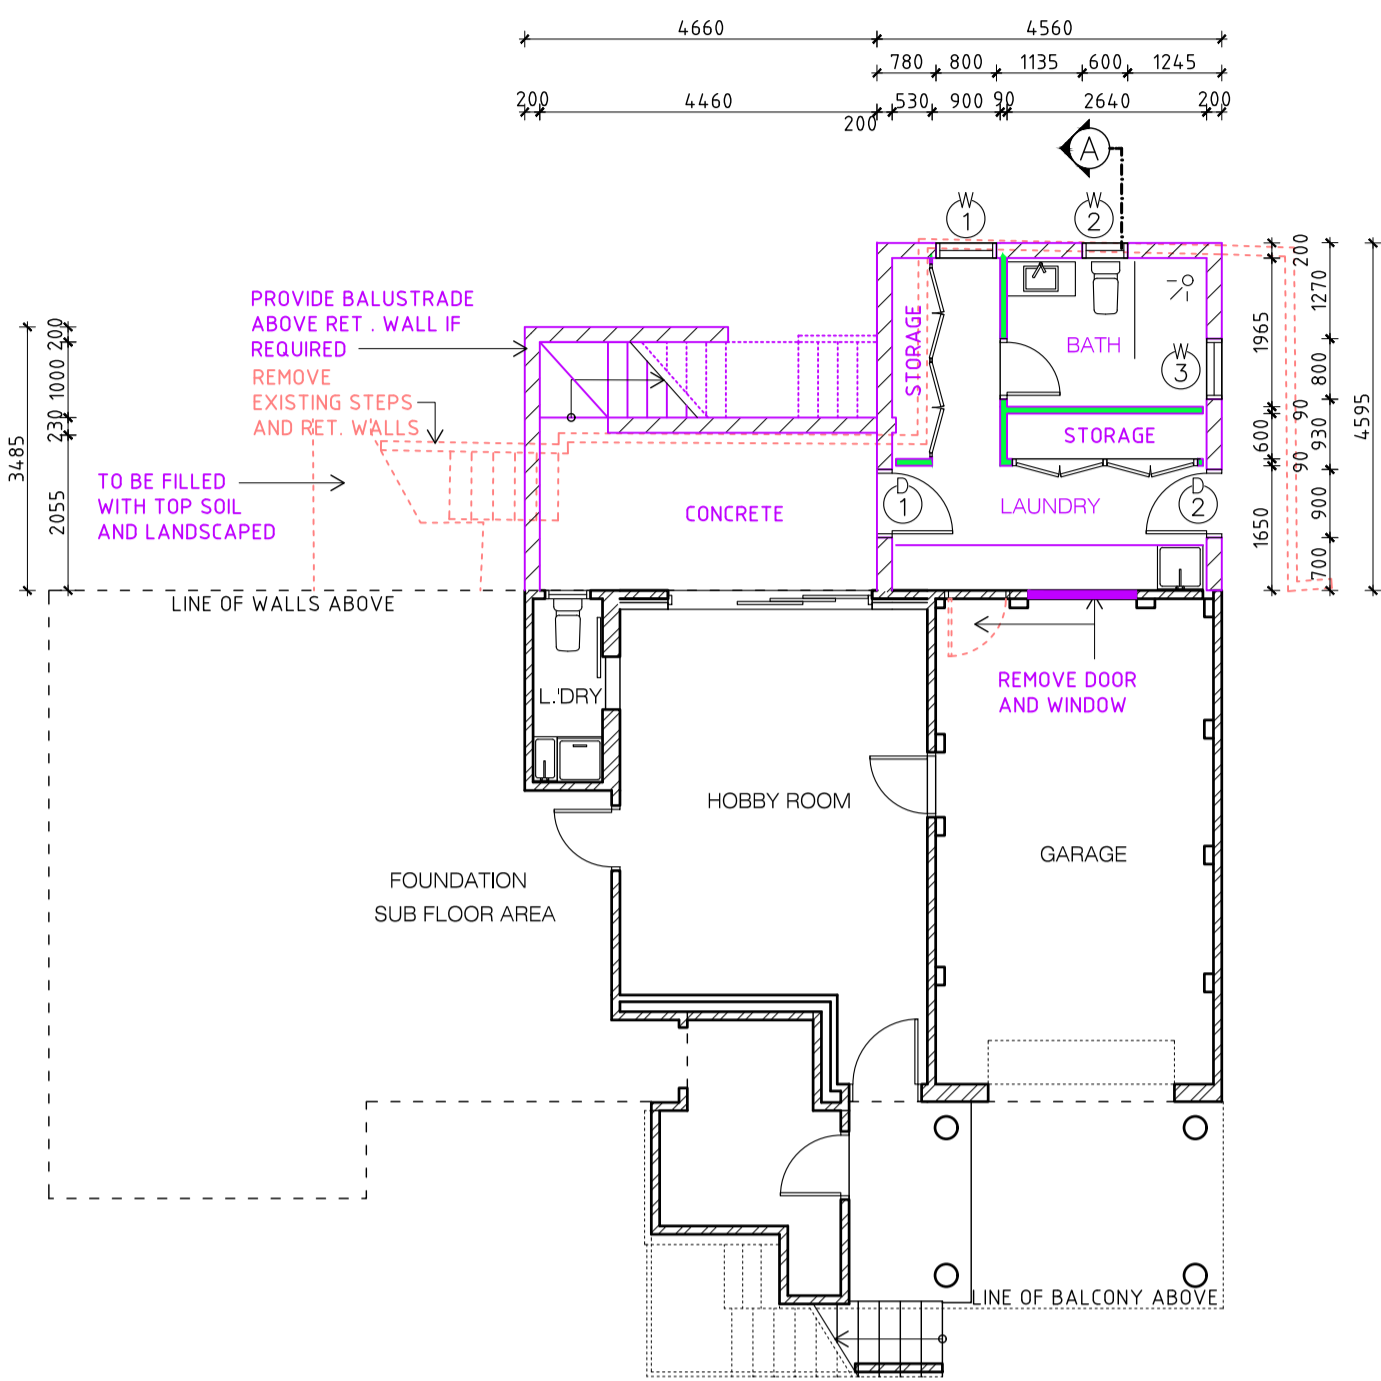 4660
4560
780
800
1135
600
1245
200
4460
530
900
90
2640
200
200
A
W
1
W
2
200
1270
1965
800
90
600
930
90
4595
900
1650
700
PROVIDE BALUSTRADE
ABOVE RET . WALL IF
REQUIRED
REMOVE
EXISTING STEPS
AND RET. WALLS
STORAGE
BATH
W
3
STORAGE
200
1000
230
3485
2055
TO BE FILLED
WITH TOP SOIL
AND LANDSCAPED
CONCRETE
D
1
LAUNDRY
D
2
LINE OF WALLS ABOVE
L.'DRY
REMOVE DOOR
AND WINDOW
HOBBY ROOM
GARAGE
FOUNDATION
SUB FLOOR AREA
LINE OF BALCONY ABOVE